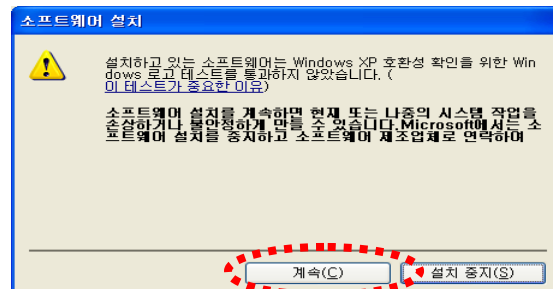 소프트웨어 설치
설치하고 있는 소프트웨어는 Windows XP 호환성 확인을 위한 Win
dows 로고 테스트를 통과하지 않았습니다. (
이 테스트가 중요한 이유)
소프트웨어 설치를 계속하면 현재 또는 나중의 시스템 작업을
손상하거나 불안정하게 만들 수 있습니다.Microsoft에서는 소
프트웨어 설치를 중지하고 소프트웨어 제조업체로 연락하여
계속(C)
설치 중지(S)